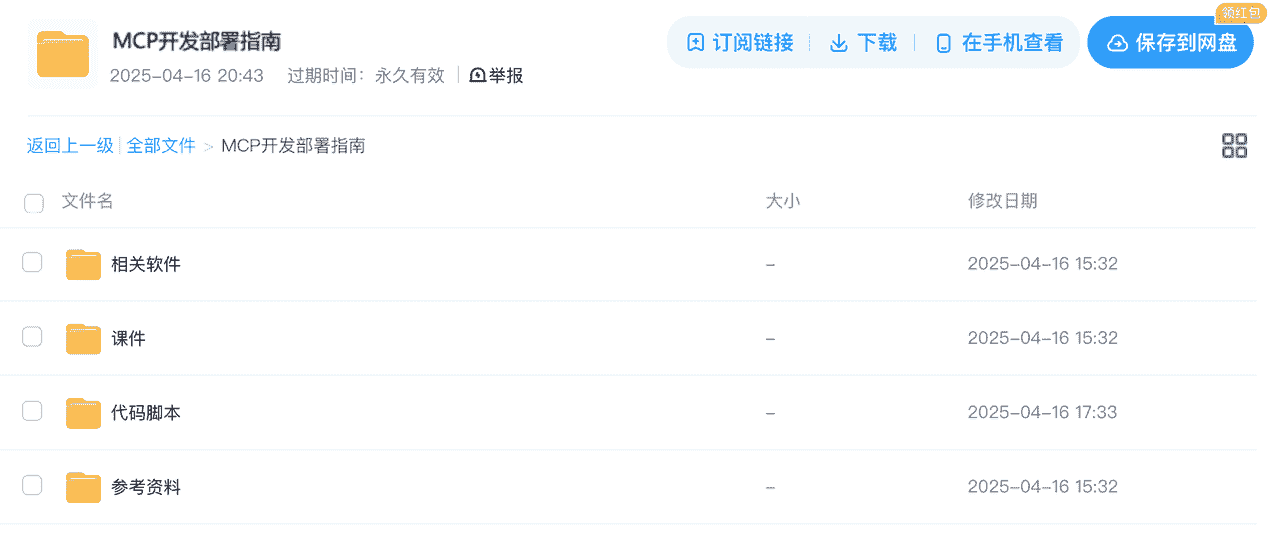 领红包
MCP开发部署指南
订阅链接 下载 在手机查看 保存到网盘
2025-04-16 20:43 过期时间：永久有效 举报
返回上一级 全部文件 > MCP开发部署指南
文件名 大小 修改日期
相关软件 - 2025-04-16 15:32
课件 - 2025-04-16 15:32
代码脚本 - 2025-04-16 17:33
参考资料 - 2025-04-16 15:32